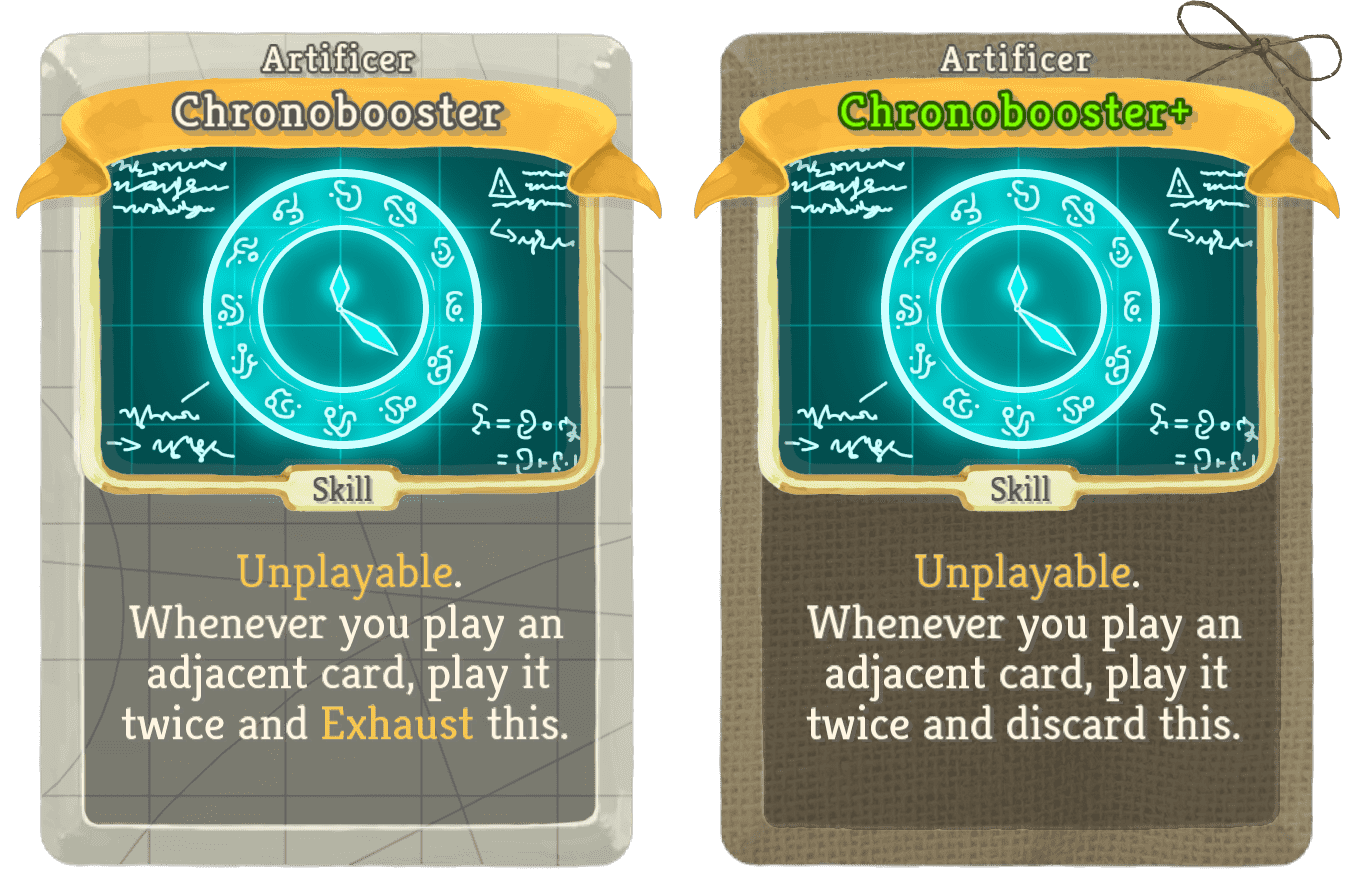 Artificer
Chronobooster
Skill
Unplayable.
Whenever you play an
adjacent card, play it
twice and Exhaust this.
Artificer
Chronobooster+
Skill
Unplayable.
Whenever you play an
adjacent card, play it
twice and discard this.